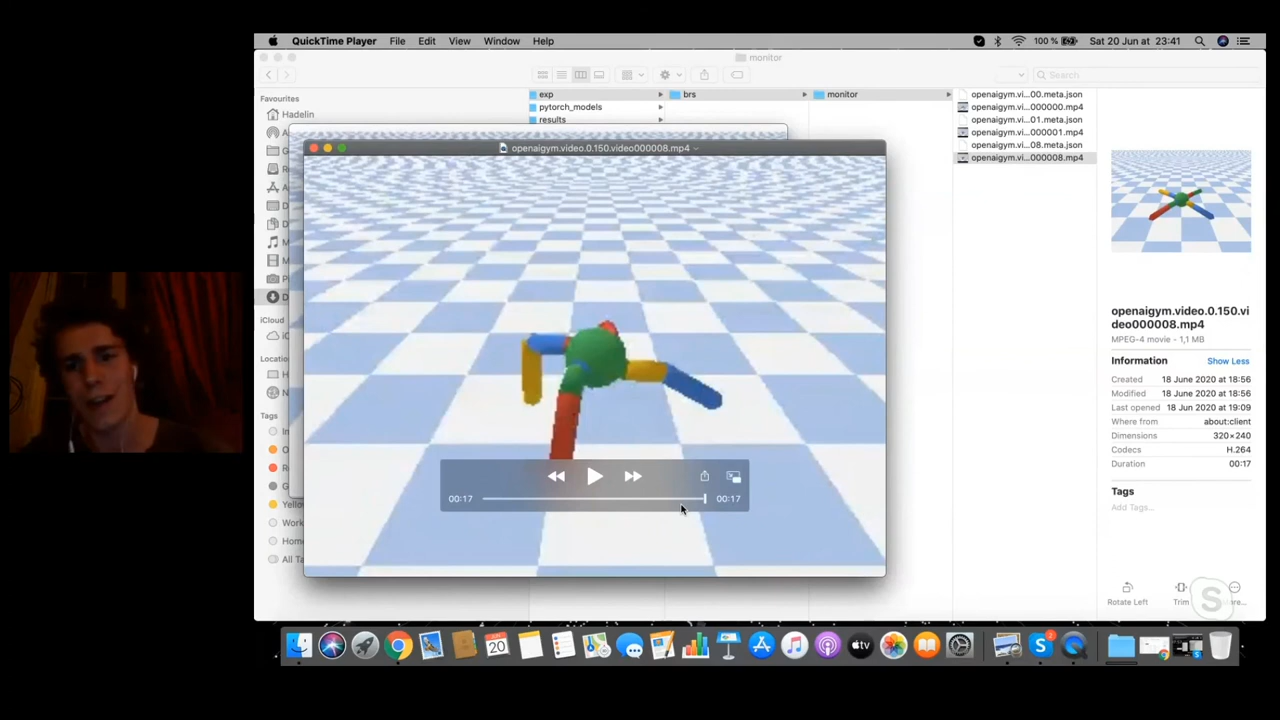 QuickTime Player File Edit View Window Help
100 % Sat 20 Jun at 23:41
monitor
Search
Favourites
Hadelin
iCloud
Tags
Work
exp
pytorch_models
results
brs
monitor
openaigym.vi...00.meta.json
openaigym.vi...000000.mp4
openaigym.vi...01.meta.json
openaigym.vi...000001.mp4
openaigym.vi...08.meta.json
openaigym.vi...000008.mp4
openaigym.video.0.150.video000008.mp4
00:17
00:17
openaigym.video.0.150.vi
deo000008.mp4
MPEG-4 movie - 1,1 MB
Information Show Less
Created 18 June 2020 at 18:56
Modified 18 June 2020 at 18:56
Last opened 18 Jun 2020 at 19:09
Where from about:client
Dimensions 320×240
Codecs H.264
Duration 00:17
Tags
Add Tags...
Rotate Left
Trim
S
20
tv
S
2